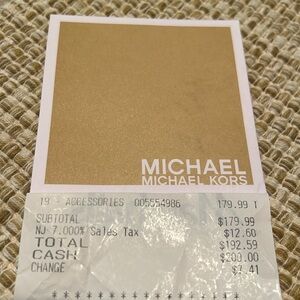 MICHAEL
MICHAEL KORS
19 - ACCESSORIES 005554986 179.99 T
SUBTOTAL $179.99
NJ 7.000% Sales Tax $12.60
TOTAL $192.59
CASH $200.00
CHANGE $7.41
* * * * * * * * * * * * * * *